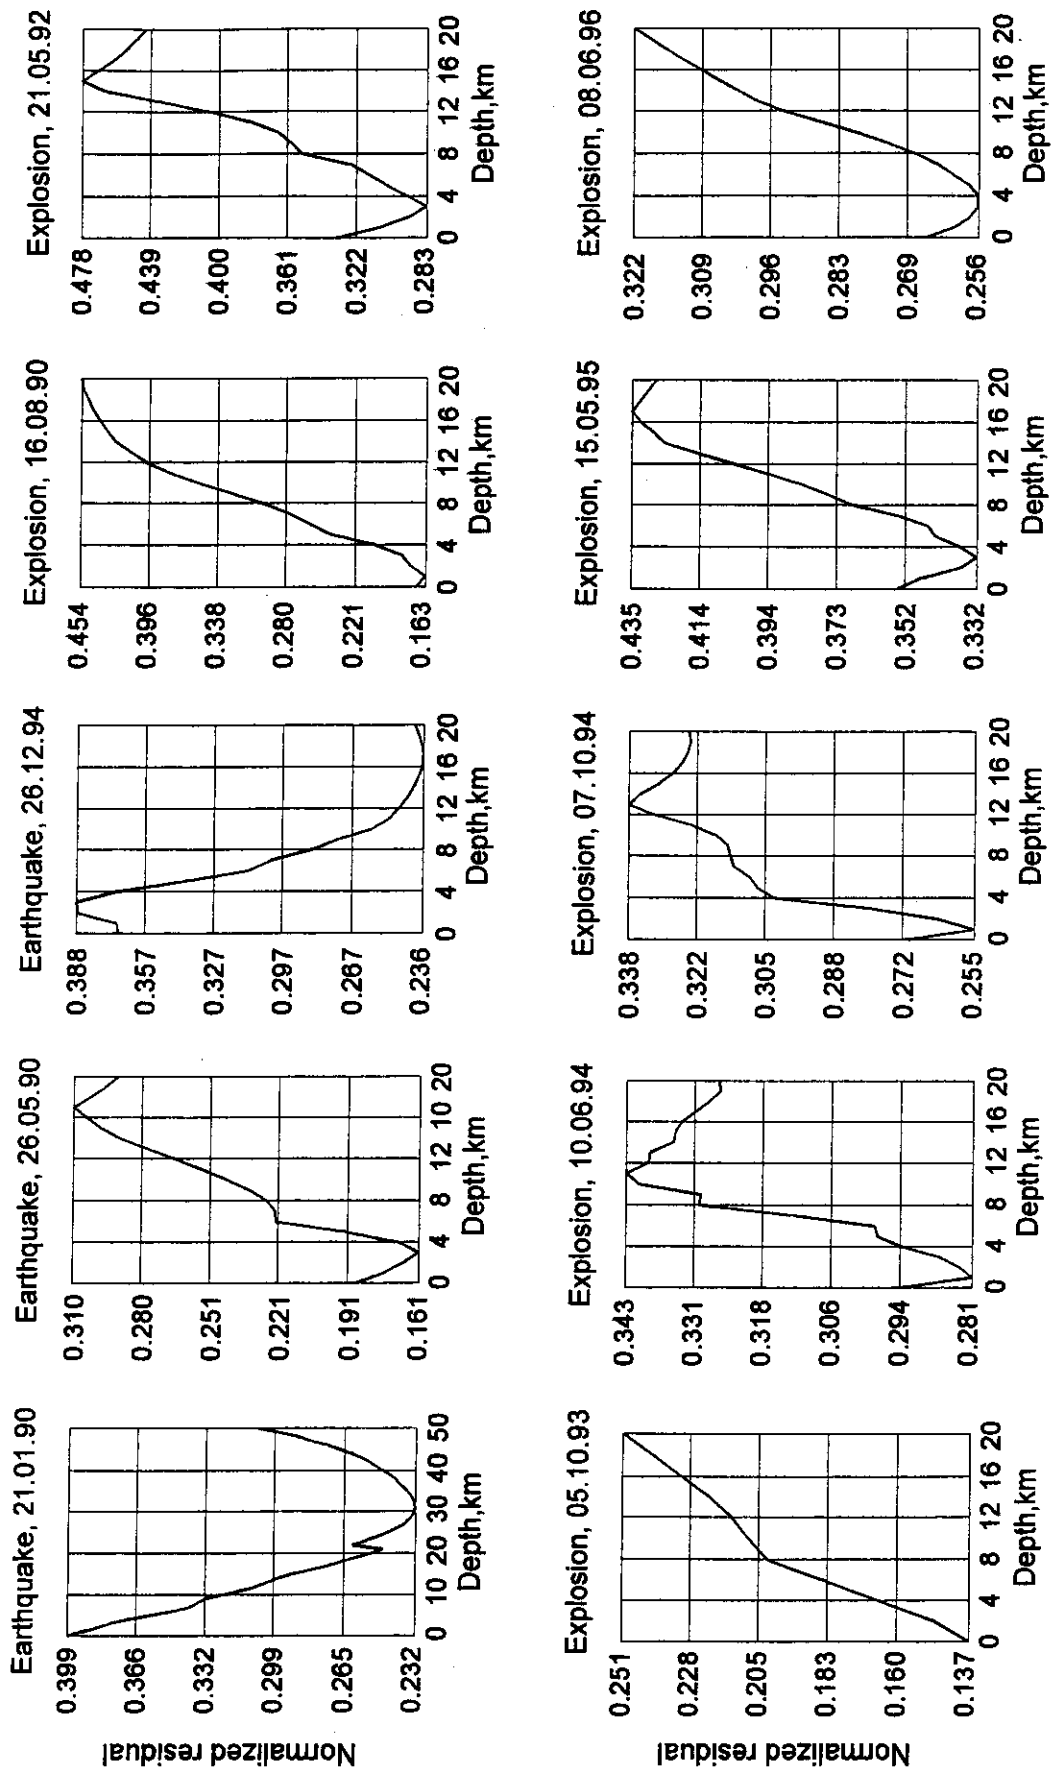 Earthquake, 21.01.90
Normalized residual
0.399
0.366
0.332
0.299
0.265
0.232
0 10 20 30 40 50
Depth,km
Earthquake, 26.05.90
0.310
0.280
0.251
0.221
0.191
0.161
0 4 8 12 10 20
Depth,km
Earthquake, 26.12.94
0.388
0.357
0.327
0.297
0.267
0.236
0 4 8 12 16 20
Depth,km
Explosion, 16.08.90
0.454
0.396
0.338
0.280
0.221
0.163
0 4 8 12 16 20
Depth,km
Explosion, 21.05.92
0.478
0.439
0.400
0.361
0.322
0.283
0 4 8 12 16 20
Depth,km
Explosion, 05.10.93
Normalized residual
0.251
0.228
0.205
0.183
0.160
0.137
0 4 8 12 16 20
Depth,km
Explosion, 10.06.94
0.343
0.331
0.318
0.306
0.294
0.281
0 4 8 12 16 20
Depth,km
Explosion, 07.10.94
0.338
0.322
0.305
0.288
0.272
0.255
0 4 8 12 16 20
Depth,km
Explosion, 15.05.95
0.435
0.414
0.394
0.373
0.352
0.332
0 4 8 12 16 20
Depth,km
Explosion, 08.06.96
0.322
0.309
0.296
0.283
0.269
0.256
0 4 8 12 16 20
Depth,km